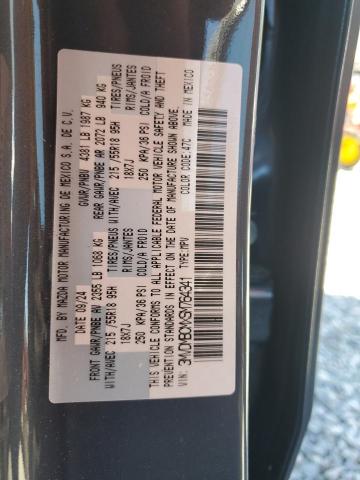 MFD BY MAZDA MOTOR MANUFACTURING DE MEXICO S.A. DE C.V.
DATE 09/24 GVWR/PNBV 4381 LB 1987 KG
FRONT GAWR/PNBE AV 2355 LB 1068 KG REAR GAWR/PNBE AR 2072 LB 940 KG
WITH/AVEC 215 /55R18 95H TIRES/PNEUS WITH/AVEC 215 /55R18 95H TIRES/PNEUS
18X7J RIMS/JANTES 18X7J RIMS/JANTES
250 KPA/36 PSI COLD/A FROID 250 KPA/36 PSI COLD/A FROID
THIS VEHICLE CONFORMS TO ALL APPLICABLE FEDERAL MOTOR VEHICLE SAFETY AND THEFT
PREVENTION STANDARDS IN EFFECT ON THE DATE OF MANUFACTURE SHOWN ABOVE.
TYPE:MPV COLOR/SHADE:47C
VIN: MADE IN MEXICO